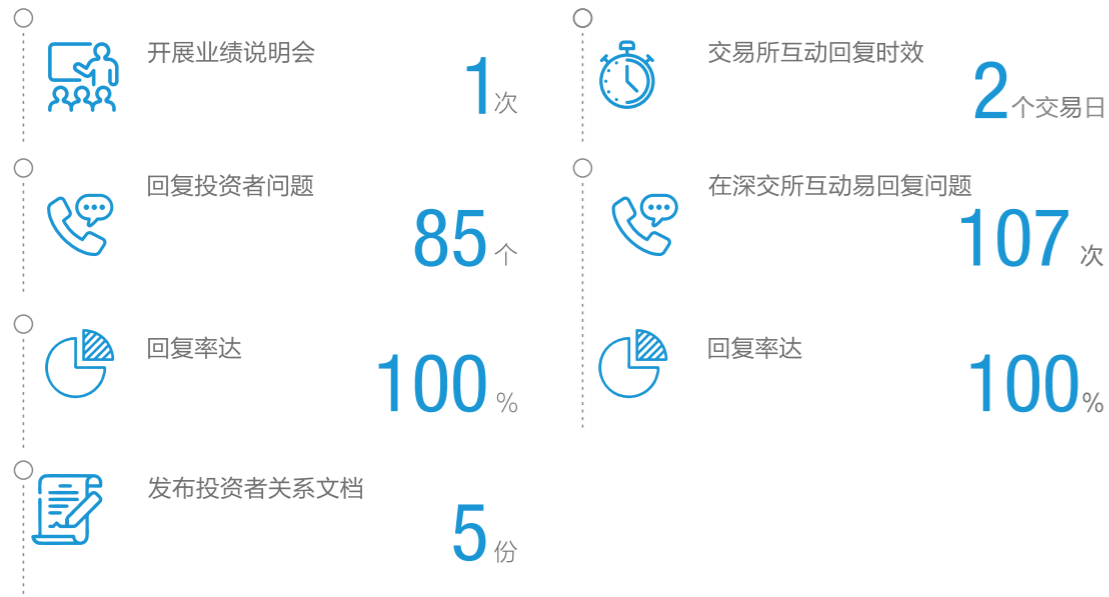 开展业绩说明会
1次
回复投资者问题
85个
回复率达
100%
发布投资者关系文档
5份
交易所互动回复时效
2个交易日
在深交所互动易回复问题
107次
回复率达
100%